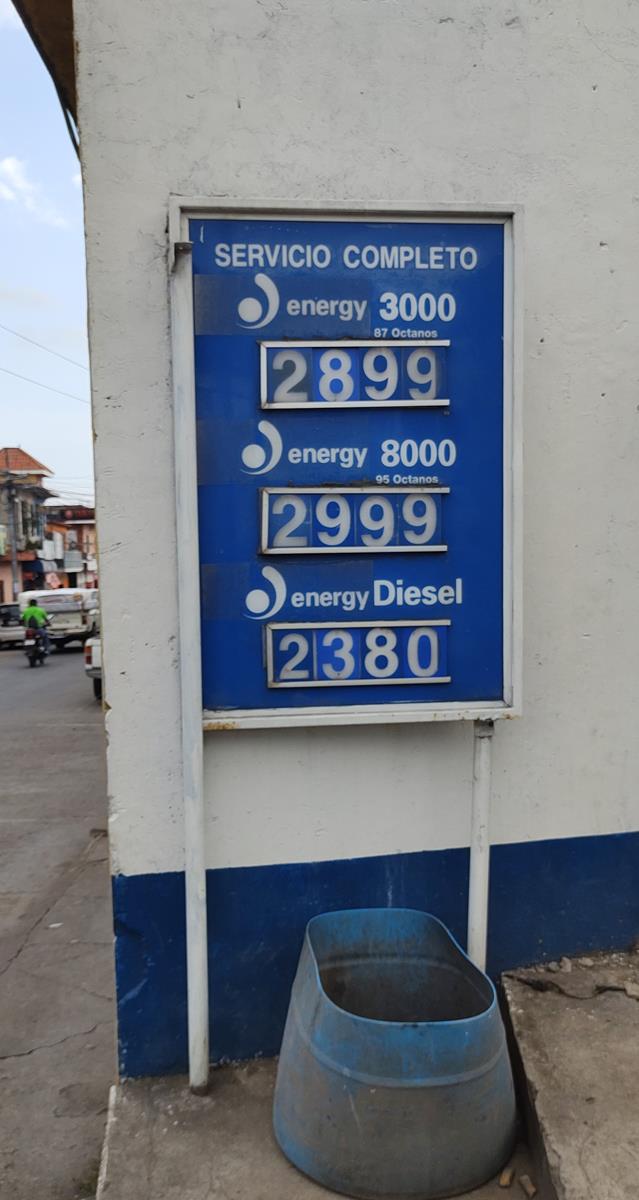 SERVICIO COMPLETO
energy 3000
87 Octanos
2899
energy 8000
95 Octanos
2999
energy Diesel
2380